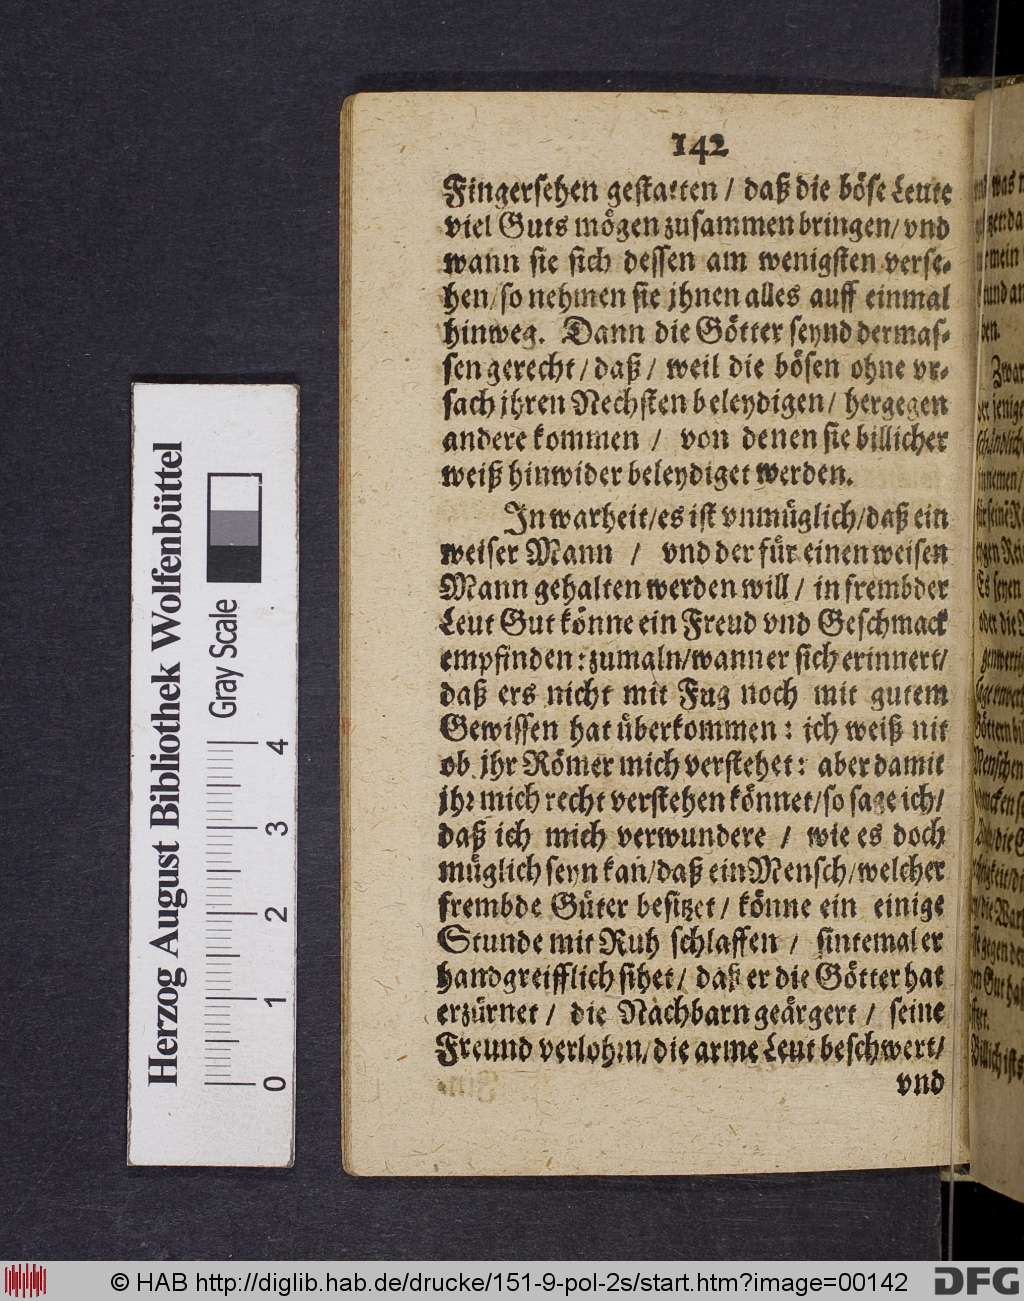 142
Fingersehen gestatten / daß die böse Leute
viel Guts mögen zusammen bringen/ vnd
wann sie sich dessen am wenigsten verse-
hen/ so nehmen sie jhnen alles auff einmal
hinweg. Dann die Götter seynd dermas-
sen gerecht / daß / weil die bösen ohne vr-
sach jhren Nechsten beleydigen / hergegen
andere kommen / von denen sie billicher
weiß hinwider beleydiget werden.
In warheit/ es ist vnmüglich/ daß ein
weiser Mann / vnd der für einen weisen
Mann gehalten werden will / in frembder
Leut Gut könne ein Freud vnd Geschmack
empfinden: zumaln/ wann er sich erinnert/
daß ers nicht mit Fug noch mit gutem
Gewissen hat überkommen : ich weiß nit
ob jhr Römer mich verstehet: aber damit
jhr mich recht verstehen könnet/ so sage ich/
daß ich mich verwundere / wie es doch
müglich seyn kan/ daß ein Mensch/ welcher
frembde Güter besitzet / könne ein einige
Stunde mit Ruh schlaffen / sintemal er
handgreifflich sihet / daß er die Götter hat
erzürnet / die Nachbarn geärgert / seine
Freund verlohrn/ die arme Leut beschwert/
vnd
Herzog August Bibliothek Wolfenbüttel
Gray Scale
0 1 2 3 4
© HAB http://diglib.hab.de/drucke/151-9-pol-2s/start.htm?image=00142
DFG